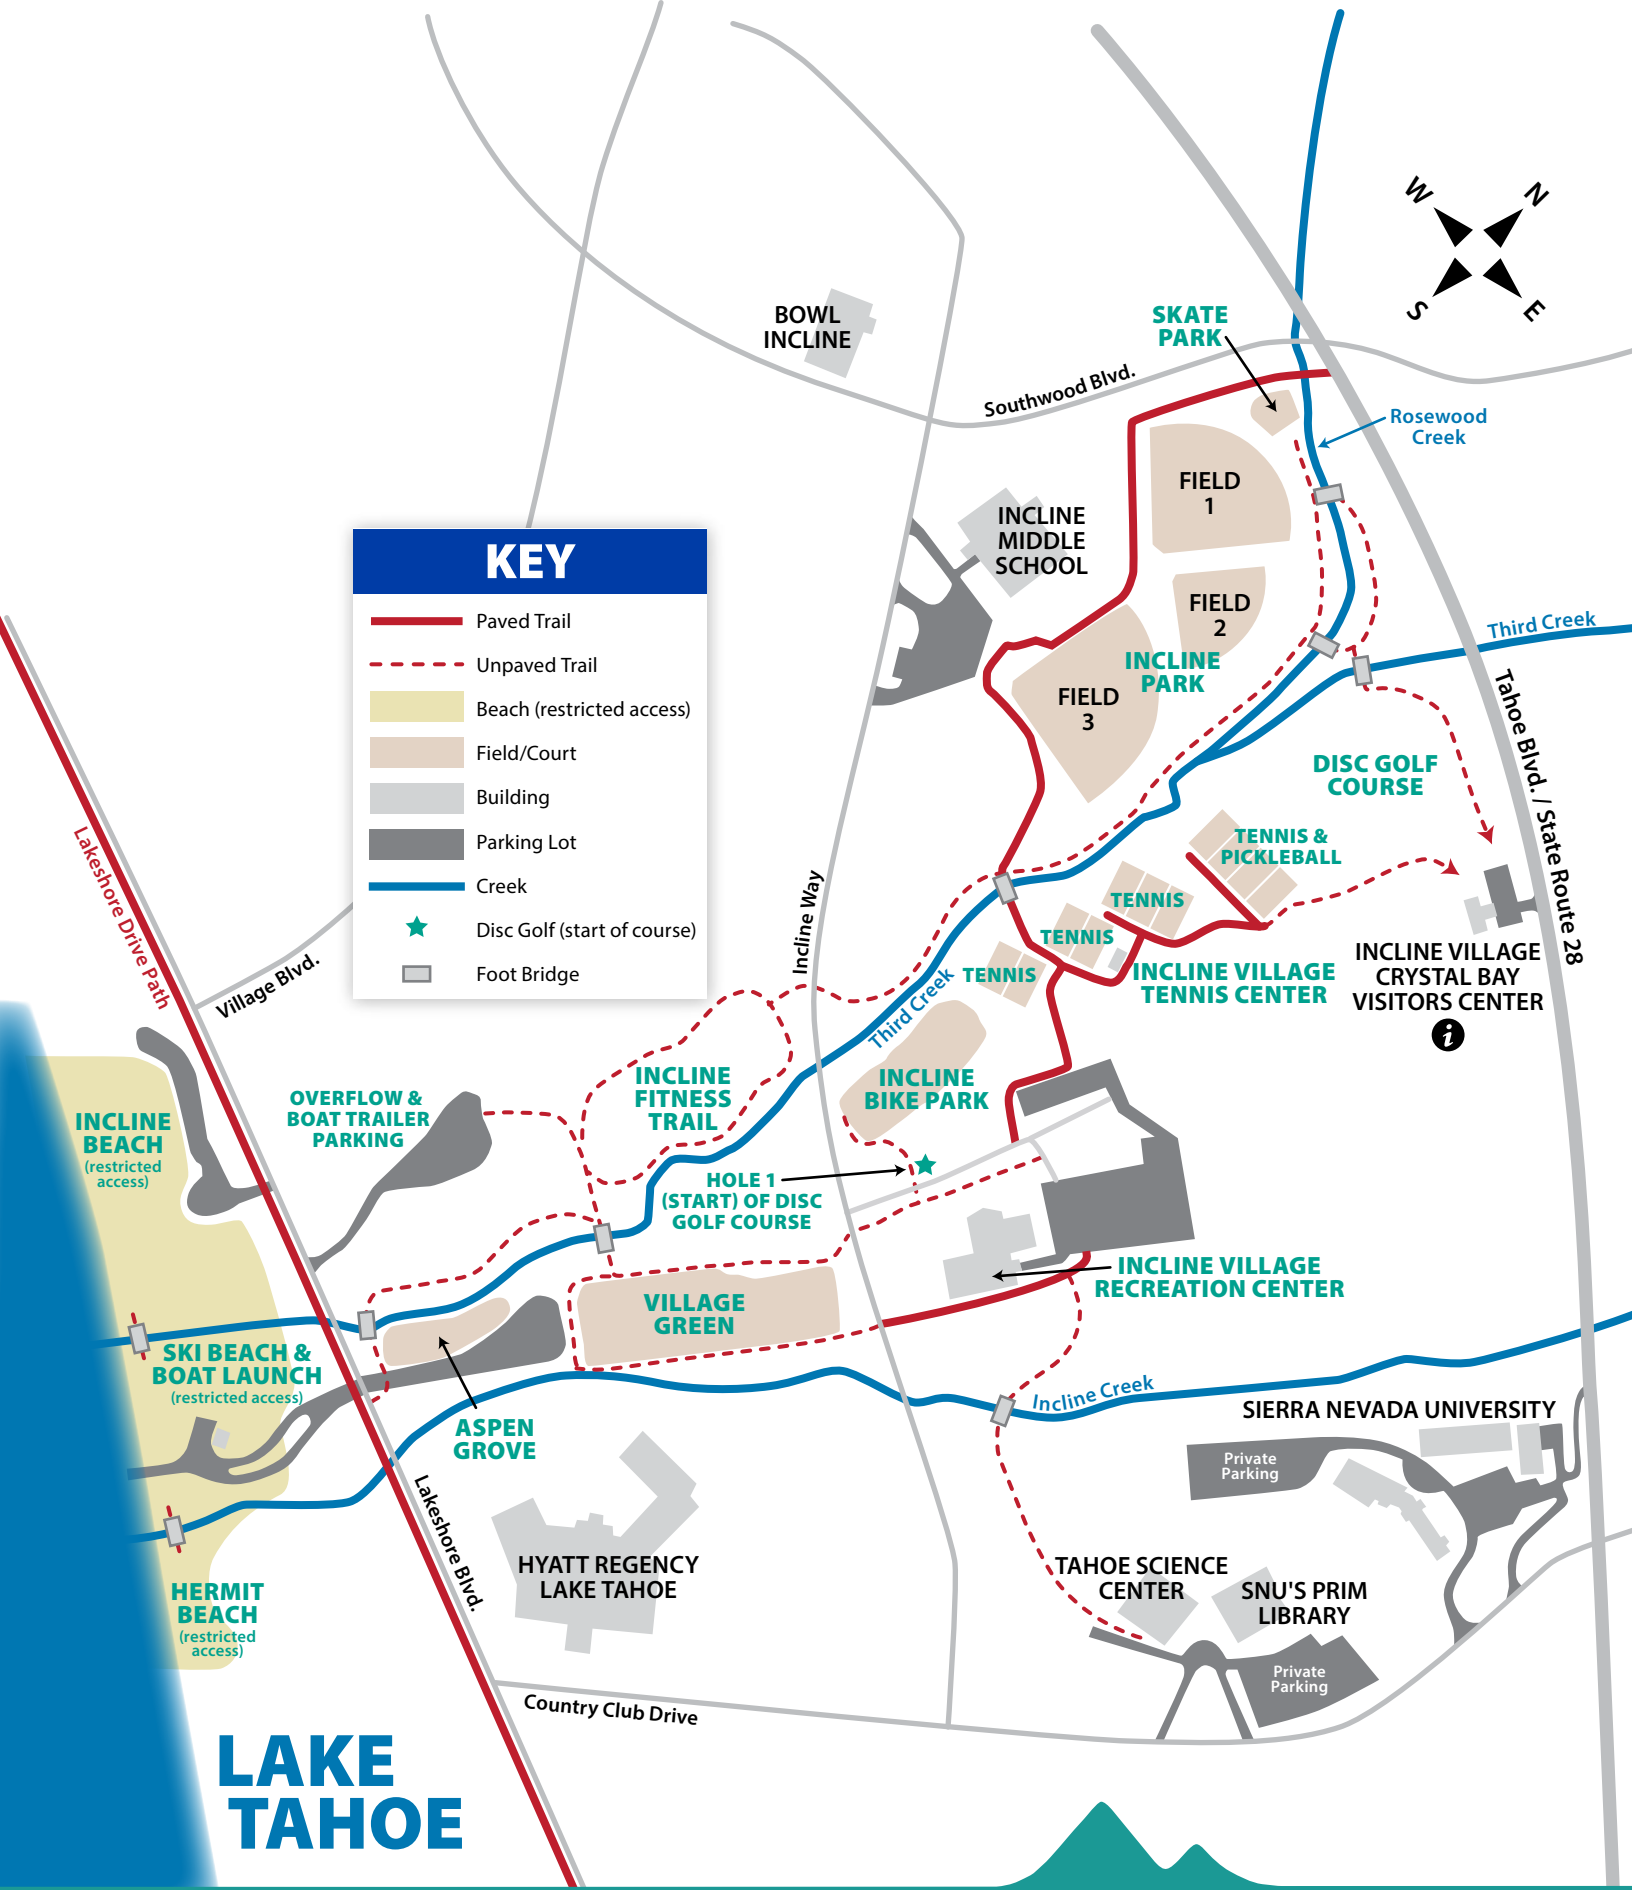 W
N
S
E
BOWL
INCLINE
SKATE
PARK
Southwood Blvd.
Rosewood
Creek
FIELD
1
INCLINE
MIDDLE
SCHOOL
FIELD
2
Third Creek
INCLINE
PARK
FIELD
3
KEY
Paved Trail
Unpaved Trail
Beach (restricted access)
Field/Court
Building
Parking Lot
Creek
Disc Golf (start of course)
Foot Bridge
Tahoe Blvd. / State Route 28
DISC GOLF
COURSE
TENNIS &
PICKLEBALL
TENNIS
TENNIS
TENNIS
INCLINE VILLAGE
TENNIS CENTER
INCLINE VILLAGE
CRYSTAL BAY
VISITORS CENTER
i
Lakeshore Drive Path
Village Blvd.
Incline Way
Third Creek
INCLINE
BEACH
(restricted
access)
OVERFLOW &
BOAT TRAILER
PARKING
INCLINE
FITNESS
TRAIL
INCLINE
BIKE PARK
HOLE 1
(START) OF DISC
GOLF COURSE
INCLINE VILLAGE
RECREATION CENTER
VILLAGE
GREEN
SKI BEACH &
BOAT LAUNCH
(restricted access)
ASPEN
GROVE
Incline Creek
SIERRA NEVADA UNIVERSITY
Private
Parking
Lakeshore Blvd.
HYATT REGENCY
LAKE TAHOE
TAHOE SCIENCE
CENTER
SNU'S PRIM
LIBRARY
HERMIT
BEACH
(restricted
access)
Private
Parking
Country Club Drive
LAKE
TAHOE